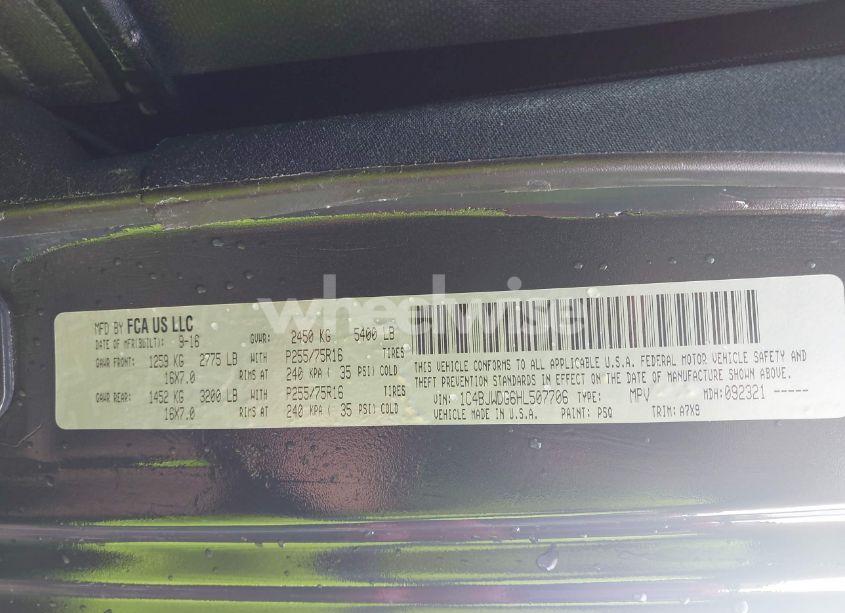 MFD BY FCA US LLC
DATE OF MFR(BUILT): 9-16 GVWR: 2450 KG 5400 LB
GAWR FRONT: 1259 KG 2775 LB WITH P255/75R16 TIRES
16X7.0 RIMS AT 240 KPA ( 35 PSI) COLD
GAWR REAR: 1452 KG 3200 LB WITH P255/75R16 TIRES
16X7.0 RIMS AT 240 KPA ( 35 PSI) COLD
THIS VEHICLE CONFORMS TO ALL APPLICABLE U.S.A. FEDERAL MOTOR VEHICLE SAFETY AND
THEFT PREVENTION STANDARDS IN EFFECT ON THE DATE OF MANUFACTURE SHOWN ABOVE.
VIN: 1C4BJWDG6HL507706 TYPE: MPV MDH: 092321 -----
VEHICLE MADE IN U.S.A. PAINT: PSQ TRIM: A7X9
wheelwise